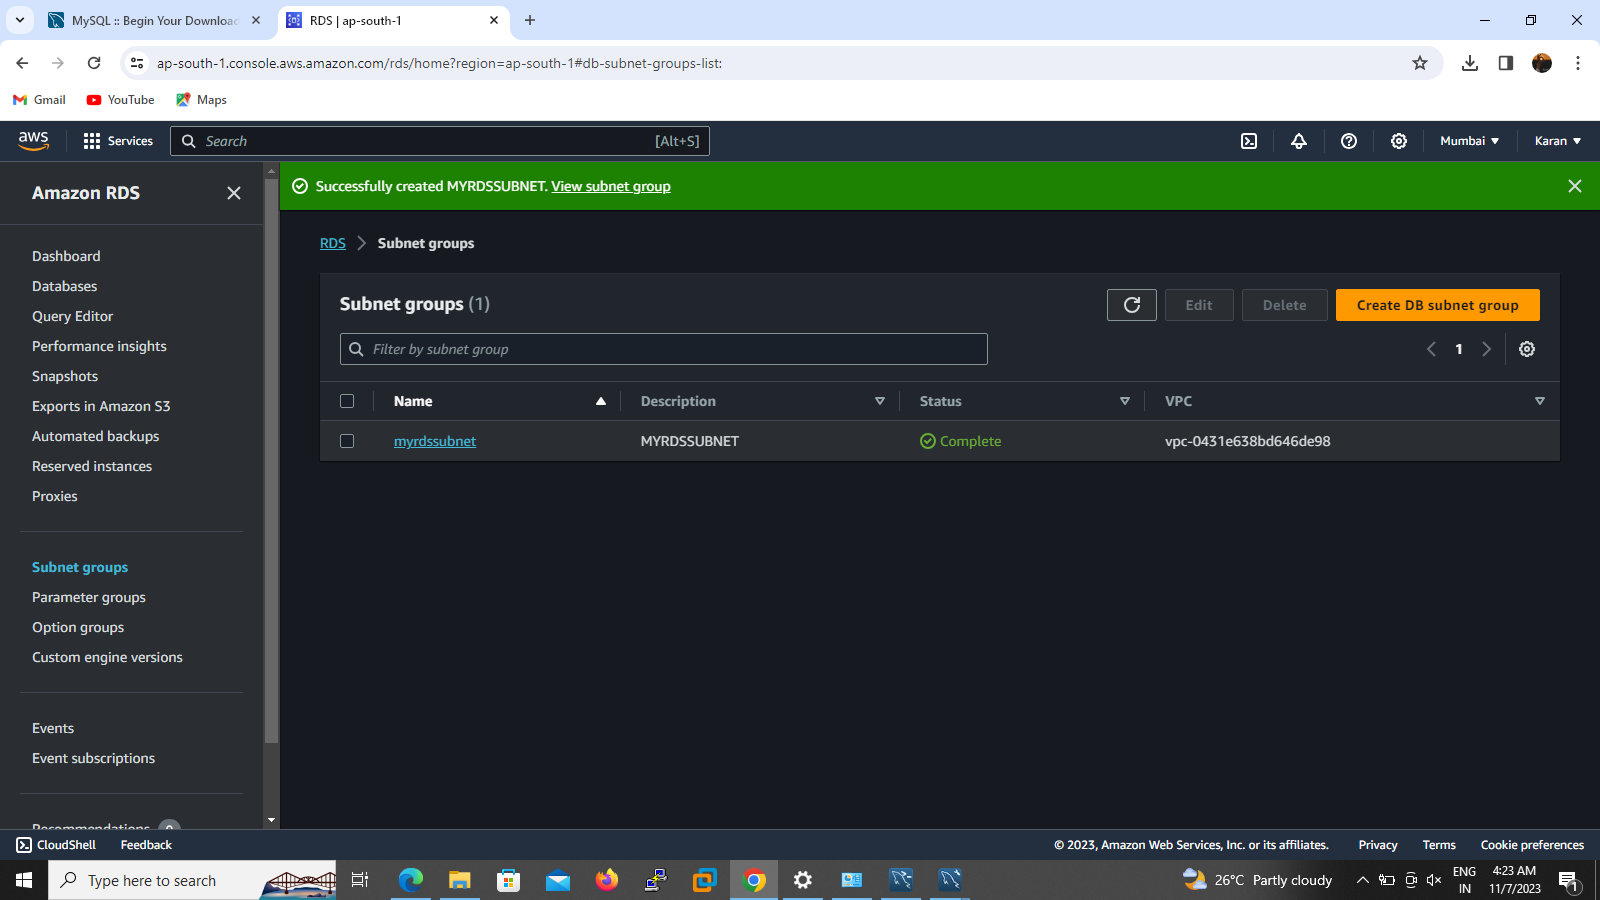 MySQL :: Begin Your Download
RDS | ap-south-1
ap-south-1.console.aws.amazon.com/rds/home?region=ap-south-1#db-subnet-groups-list:
Gmail
YouTube
Maps
aws
Services
Search
[Alt+S]
Mumbai
Karan
Amazon RDS
Successfully created MYRDSSUBNET. View subnet group
RDS
Subnet groups
Dashboard
Databases
Query Editor
Performance insights
Snapshots
Exports in Amazon S3
Automated backups
Reserved instances
Proxies
Subnet groups
Parameter groups
Option groups
Custom engine versions
Events
Event subscriptions
Recommendations
Subnet groups (1)
Edit
Delete
Create DB subnet group
Filter by subnet group
1
Name
Description
Status
VPC
myrdssubnet
MYRDSSUBNET
Complete
vpc-0431e638bd646de98
CloudShell
Feedback
© 2023, Amazon Web Services, Inc. or its affiliates.
Privacy
Terms
Cookie preferences
Type here to search
26°C Partly cloudy
ENG
IN
4:23 AM
11/7/2023
1